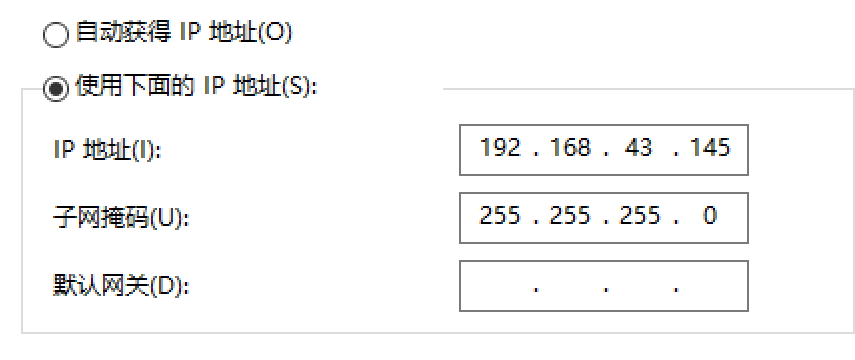 自动获得 IP 地址(O)
使用下面的 IP 地址(S):
IP 地址(I): 192 . 168 . 43 . 145
子网掩码(U): 255 . 255 . 255 . 0
默认网关(D): . . .